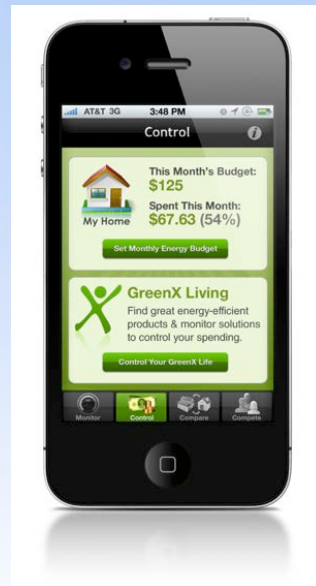 AT&T 3G 3:48 PM
Control
This Month's Budget:
$125
Spent This Month:
$67.63 (54%)
My Home
Set Monthly Energy Budget
GreenX Living
Find great energy-efficient
products & monitor solutions
to control your spending.
Control Your GreenX Life
Monitor Control Compare Compete